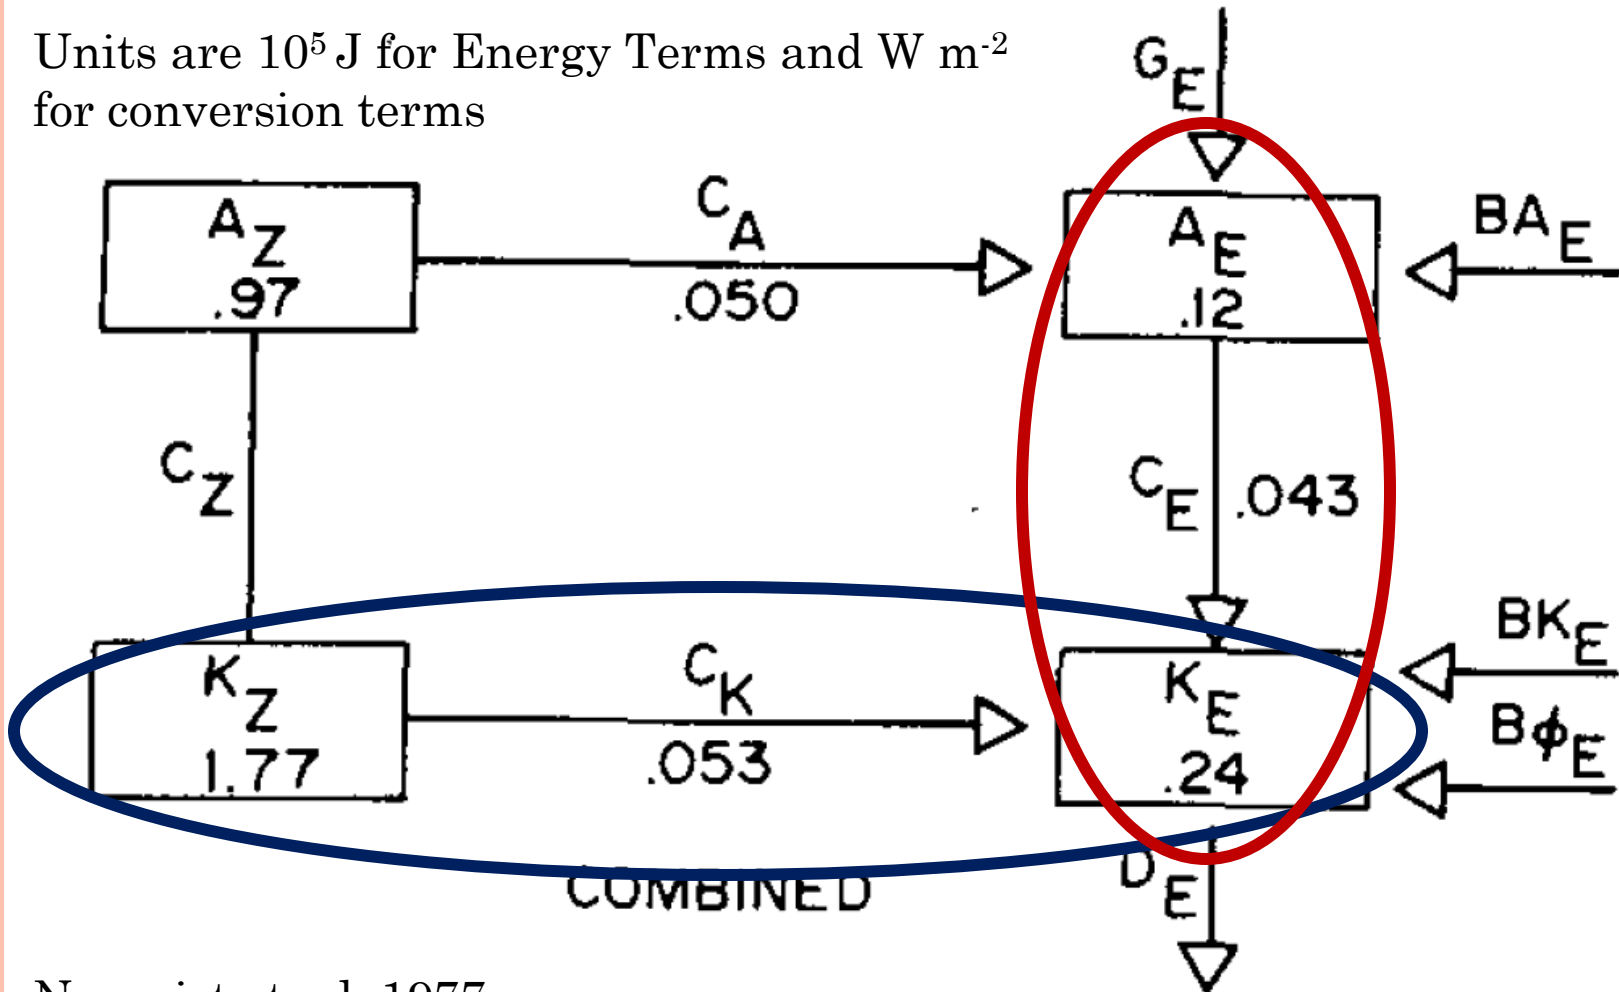 Units are 10⁵ J for Energy Terms and W m⁻²
for conversion terms
G_E
A_Z
.97
C_A
.050
A_E
.12
BA_E
C_Z
C_E .043
K_Z
1.77
C_K
.053
K_E
.24
BK_E
Bϕ_E
COMBINED
D_E
1977